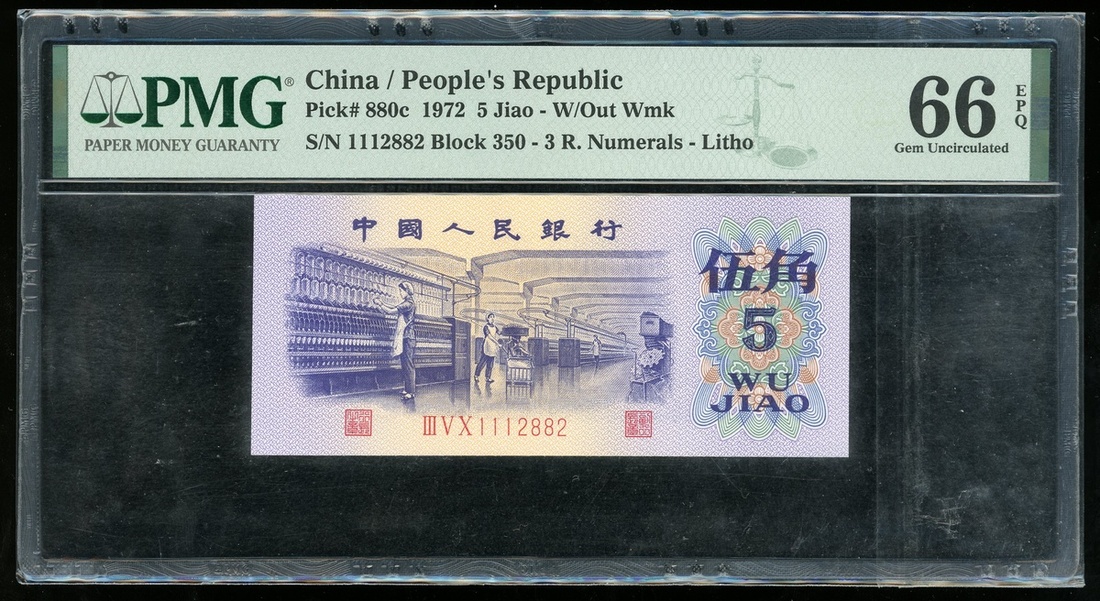 PMG®
PAPER MONEY GUARANTY
China / People's Republic
Pick# 880c 1972 5 Jiao - W/Out Wmk
S/N 1112882 Block 350 - 3 R. Numerals - Litho
66
EPQ
Gem Uncirculated
中國人民銀行
伍角
5
WU
JIAO
ⅢⅤⅩ1112882